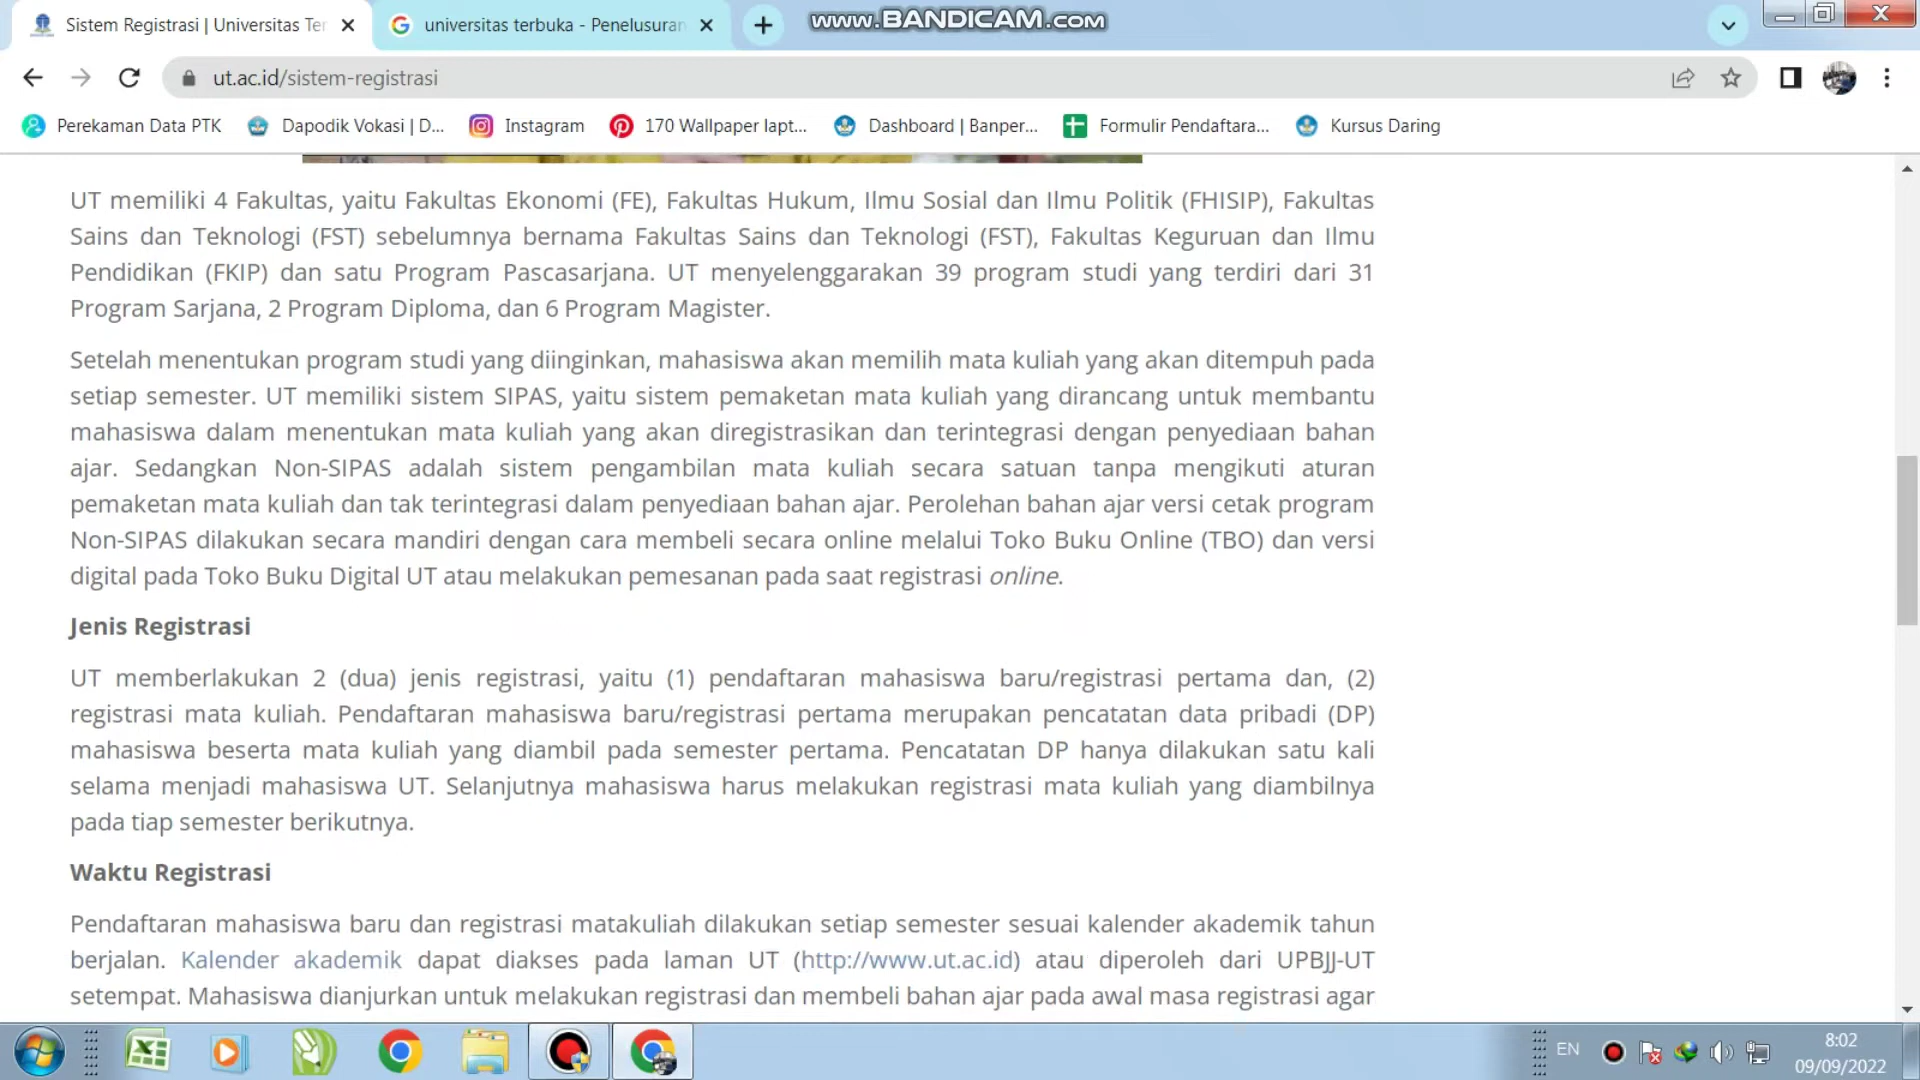 Sistem Registrasi | Universitas Ter
universitas terbuka - Penelusuran
www.BANDICAM.com
ut.ac.id/sistem-registrasi
Perekaman Data PTK
Dapodik Vokasi | D...
Instagram
170 Wallpaper lapt...
Dashboard | Banper...
Formulir Pendaftara...
Kursus Daring
UT memiliki 4 Fakultas, yaitu Fakultas Ekonomi (FE), Fakultas Hukum, Ilmu Sosial dan Ilmu Politik (FHISIP), Fakultas
Sains dan Teknologi (FST) sebelumnya bernama Fakultas Sains dan Teknologi (FST), Fakultas Keguruan dan Ilmu
Pendidikan (FKIP) dan satu Program Pascasarjana. UT menyelenggarakan 39 program studi yang terdiri dari 31
Program Sarjana, 2 Program Diploma, dan 6 Program Magister.
Setelah menentukan program studi yang diinginkan, mahasiswa akan memilih mata kuliah yang akan ditempuh pada
setiap semester. UT memiliki sistem SIPAS, yaitu sistem pemaketan mata kuliah yang dirancang untuk membantu
mahasiswa dalam menentukan mata kuliah yang akan diregistrasikan dan terintegrasi dengan penyediaan bahan
ajar. Sedangkan Non-SIPAS adalah sistem pengambilan mata kuliah secara satuan tanpa mengikuti aturan
pemaketan mata kuliah dan tak terintegrasi dalam penyediaan bahan ajar. Perolehan bahan ajar versi cetak program
Non-SIPAS dilakukan secara mandiri dengan cara membeli secara online melalui Toko Buku Online (TBO) dan versi
digital pada Toko Buku Digital UT atau melakukan pemesanan pada saat registrasi online.
Jenis Registrasi
UT memberlakukan 2 (dua) jenis registrasi, yaitu (1) pendaftaran mahasiswa baru/registrasi pertama dan, (2)
registrasi mata kuliah. Pendaftaran mahasiswa baru/registrasi pertama merupakan pencatatan data pribadi (DP)
mahasiswa beserta mata kuliah yang diambil pada semester pertama. Pencatatan DP hanya dilakukan satu kali
selama menjadi mahasiswa UT. Selanjutnya mahasiswa harus melakukan registrasi mata kuliah yang diambilnya
pada tiap semester berikutnya.
Waktu Registrasi
Pendaftaran mahasiswa baru dan registrasi matakuliah dilakukan setiap semester sesuai kalender akademik tahun
berjalan. Kalender akademik dapat diakses pada laman UT (http://www.ut.ac.id) atau diperoleh dari UPBJJ-UT
setempat. Mahasiswa dianjurkan untuk melakukan registrasi dan membeli bahan ajar pada awal masa registrasi agar
EN
8:02
09/09/2022